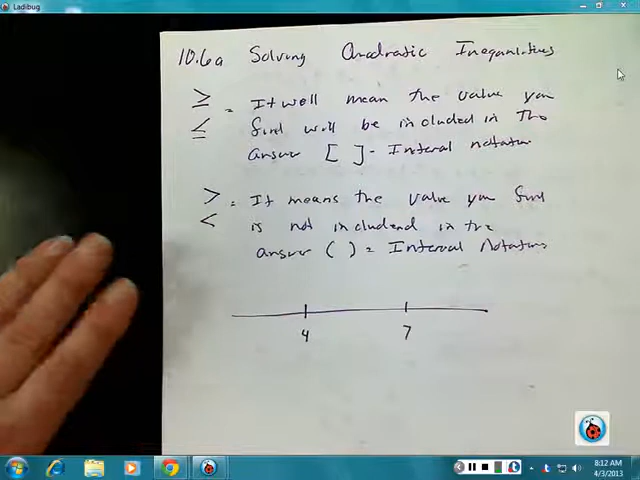 Ladibug
10.6a Solving Quadratic Inequalities
≥ = It will mean the value you
≤ find will be included in the
answer [ ] - Interval notation
> = It means the value you find
< is not included in the
answer ( ) = Interval Notation
4 7
8:12 AM
4/3/2013